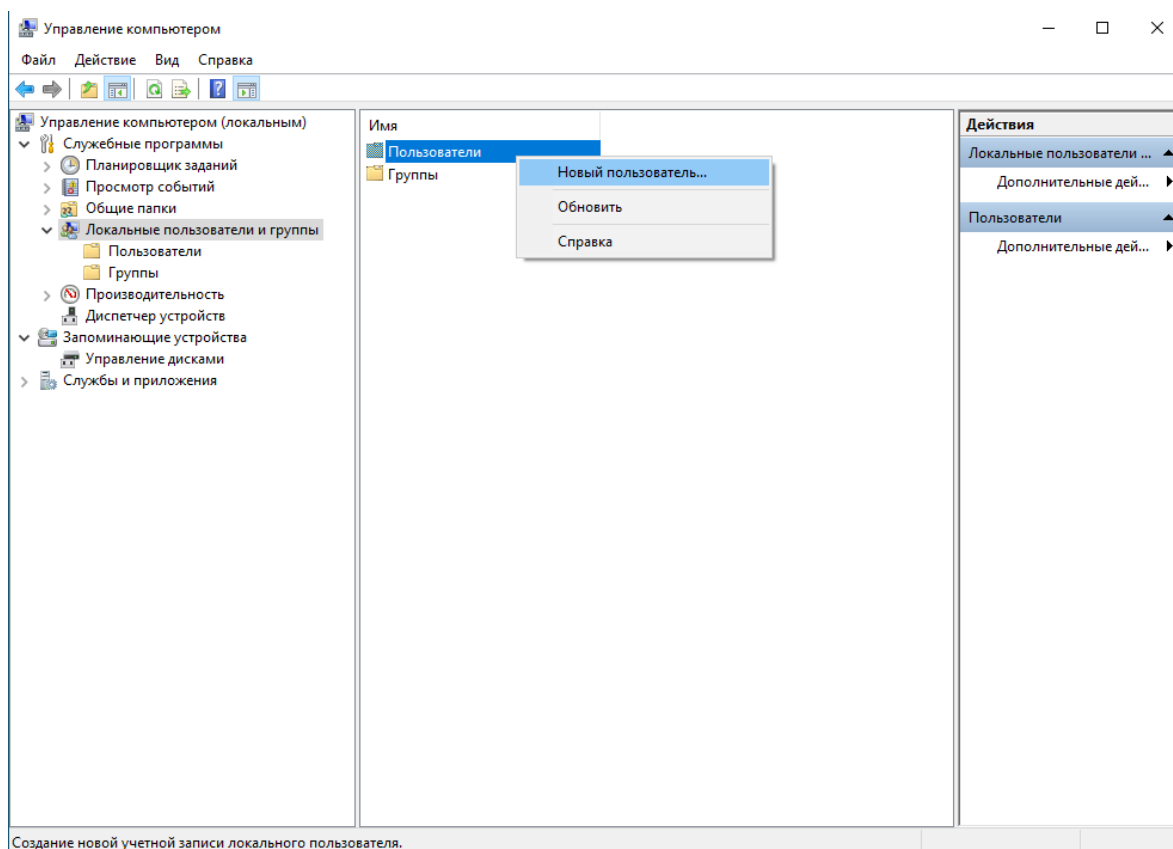 Управление компьютером
Файл Действие Вид Справка
Управление компьютером (локальным)
Служебные программы
Планировщик заданий
Просмотр событий
Общие папки
Локальные пользователи и группы
Пользователи
Группы
Производительность
Диспетчер устройств
Запоминающие устройства
Управление дисками
Службы и приложения
Имя
Пользователи
Группы
Новый пользователь...
Обновить
Справка
Действия
Локальные пользователи ...
Дополнительные дей...
Пользователи
Дополнительные дей...
Создание новой учетной записи локального пользователя.